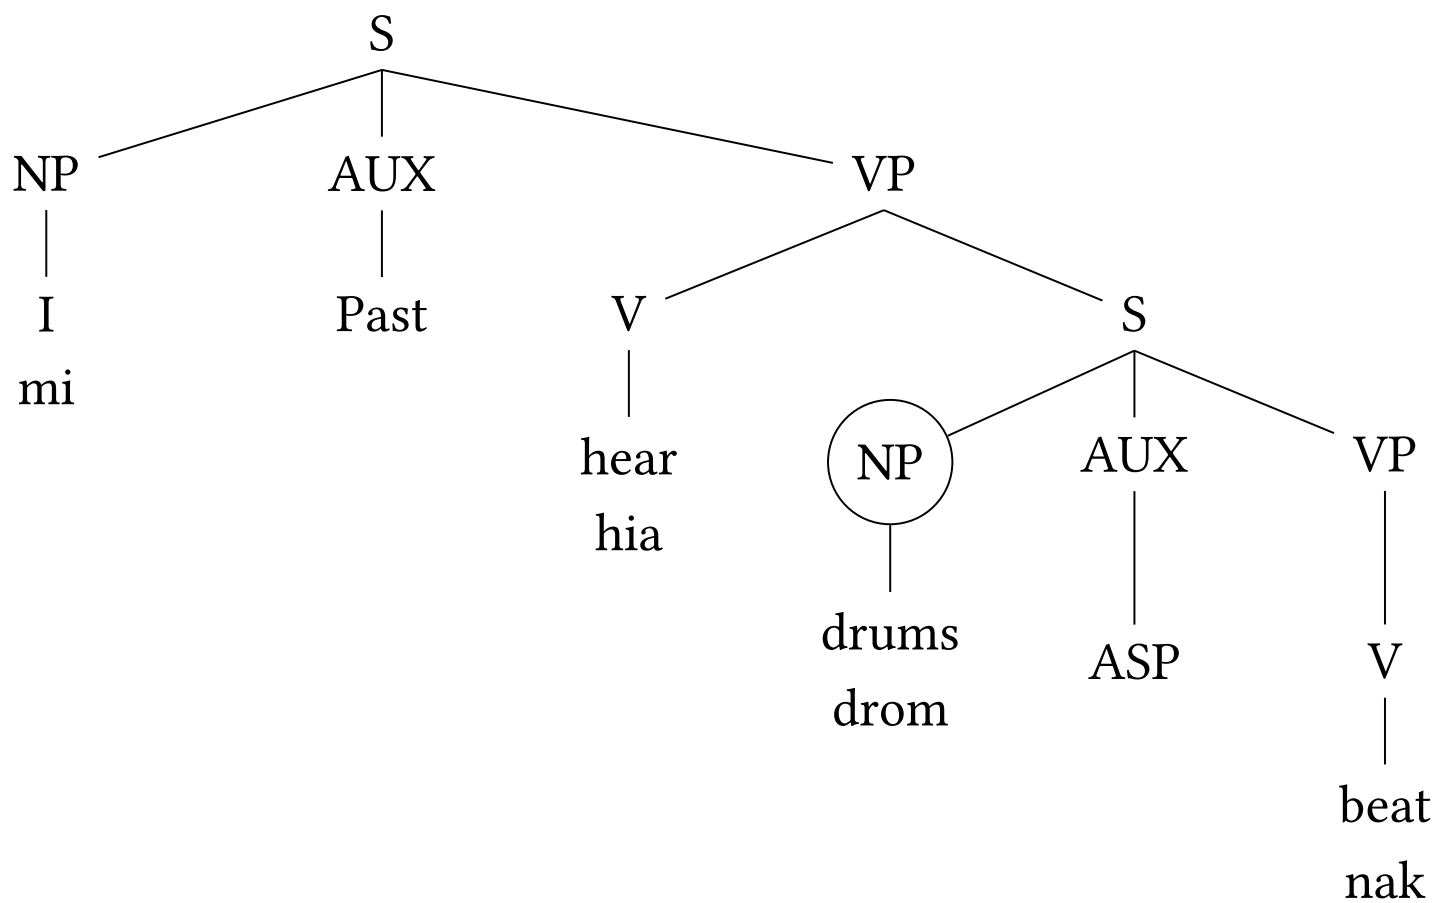 S
NP AUX VP
I Past V S
mi
hear NP AUX VP
hia
drums ASP V
drom
beat
nak